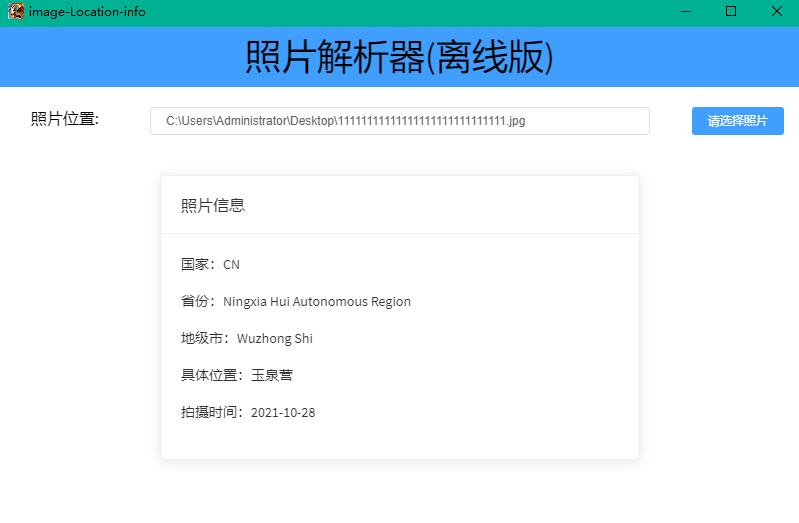 image-Location-info
照片解析器(离线版)
照片位置:
C:\Users\Administrator\Desktop\11111111111111111111111111111.jpg
请选择照片
照片信息
国家：CN
省份：Ningxia Hui Autonomous Region
地级市：Wuzhong Shi
具体位置：玉泉营
拍摄时间：2021-10-28